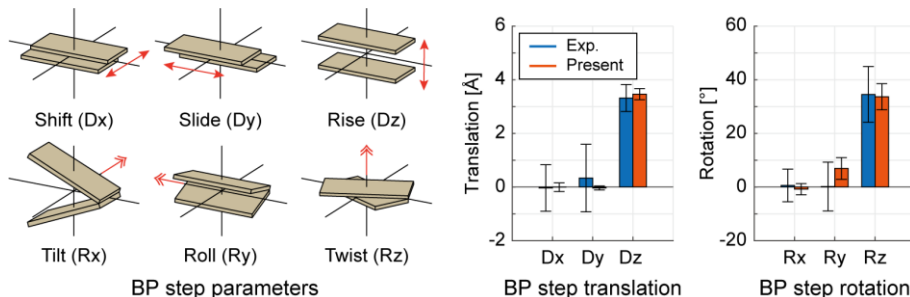 Shift (Dx)
Slide (Dy)
Rise (Dz)
Tilt (Rx)
Roll (Ry)
Twist (Rz)
BP step parameters
Translation [Å]
6
4
2
0
-2
Exp.
Present
Dx Dy Dz
BP step translation
Rotation [°]
60
40
20
0
-20
Rx Ry Rz
BP step rotation